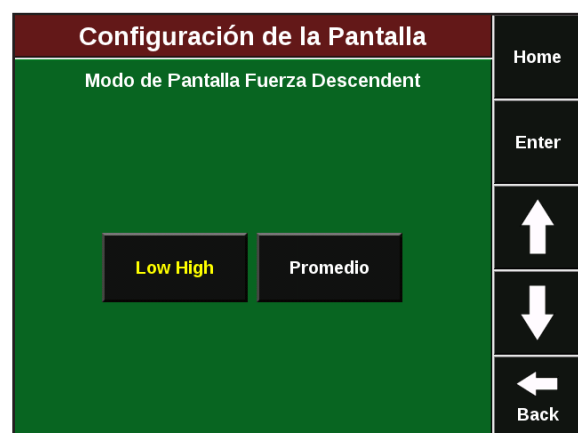 Configuración de la Pantalla
Modo de Pantalla Fuerza Descendent
Low High
Promedio
Home
Enter
Back